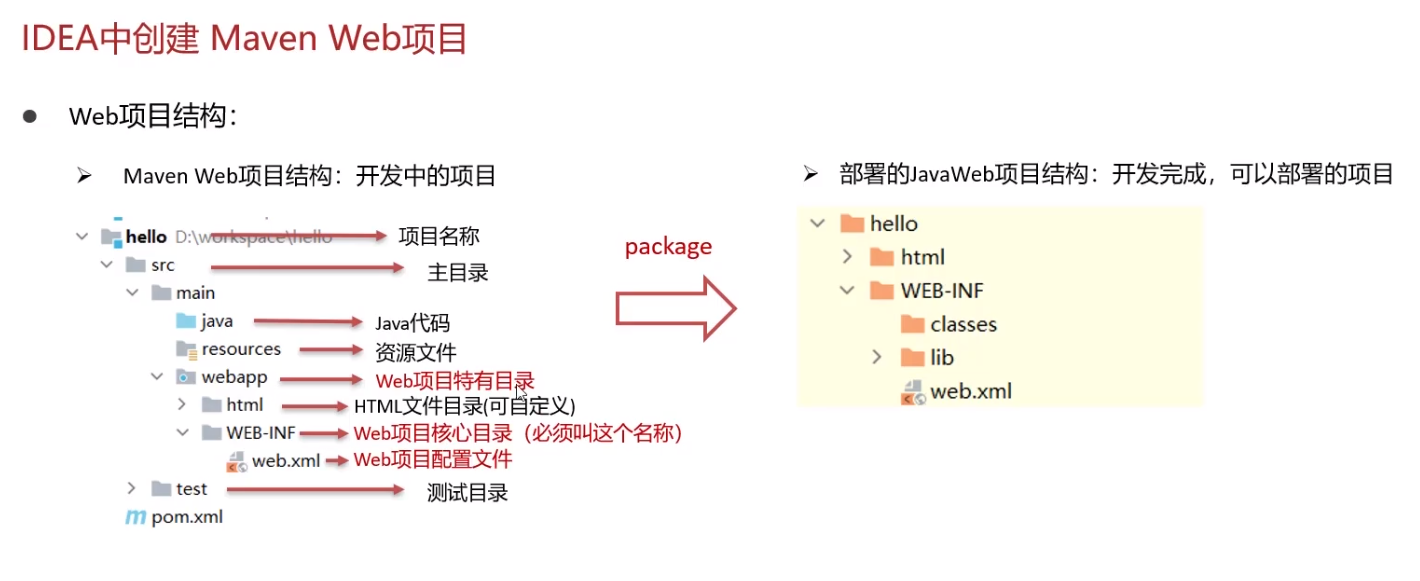 IDEA中创建 Maven Web项目
● Web项目结构：
➢ Maven Web项目结构：开发中的项目
hello D:\workspace\hello 项目名称
src 主目录
main
java Java代码
resources 资源文件
webapp Web项目特有目录
html HTML文件目录(可自定义)
WEB-INF Web项目核心目录（必须叫这个名称）
web.xml Web项目配置文件
test 测试目录
pom.xml
package
➢ 部署的JavaWeb项目结构：开发完成，可以部署的项目
hello
html
WEB-INF
classes
lib
web.xml